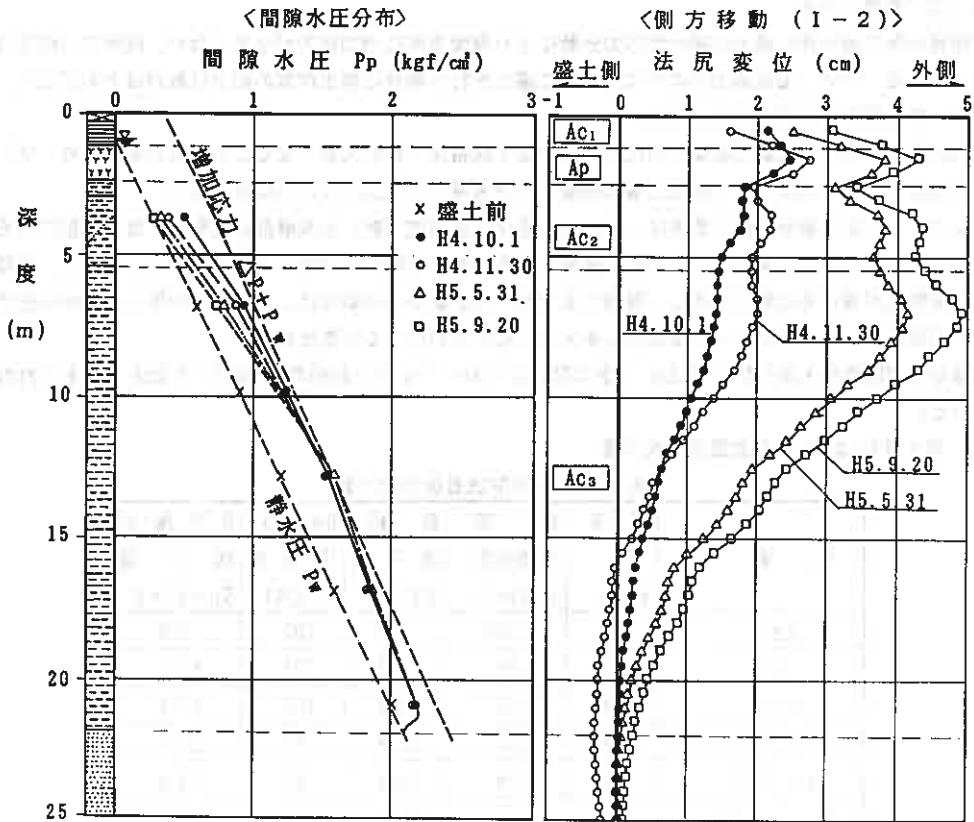 <間隙水圧分布>
間隙水圧 Pp (kgf/c㎡)
0 1 2 3
深度(m)
0
5
10
15
20
25
増加応力
⊿p+Pw
静水圧 Pw
× 盛土前
● H4.10.1
○ H4.11.30
△ H5.5.31
□ H5.9.20
<側方移動 (I-2)>
盛土側 法尻変位 (cm) 外側
-1 0 1 2 3 4 5
Ac1
Ap
Ac2
Ac3
H4.10.1
H4.11.30
H5.9.20
H5.5.31